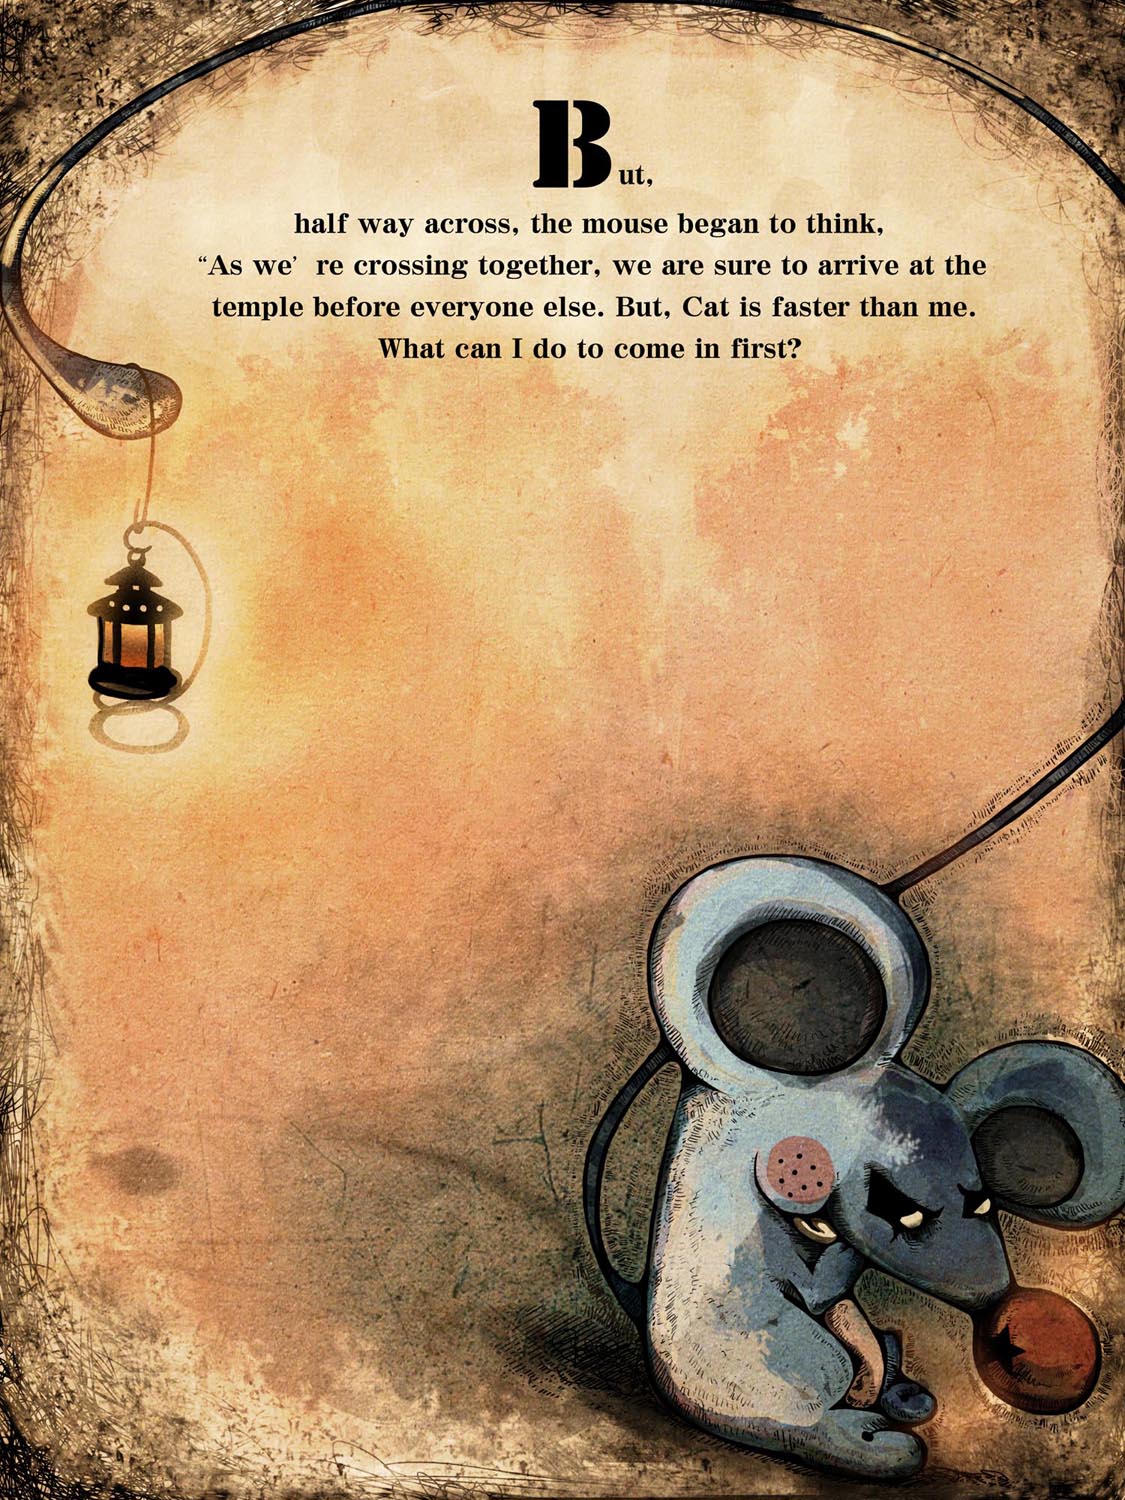 But,
half way across, the mouse began to think,
“As we’ re crossing together, we are sure to arrive at the
temple before everyone else. But, Cat is faster than me.
What can I do to come in first?